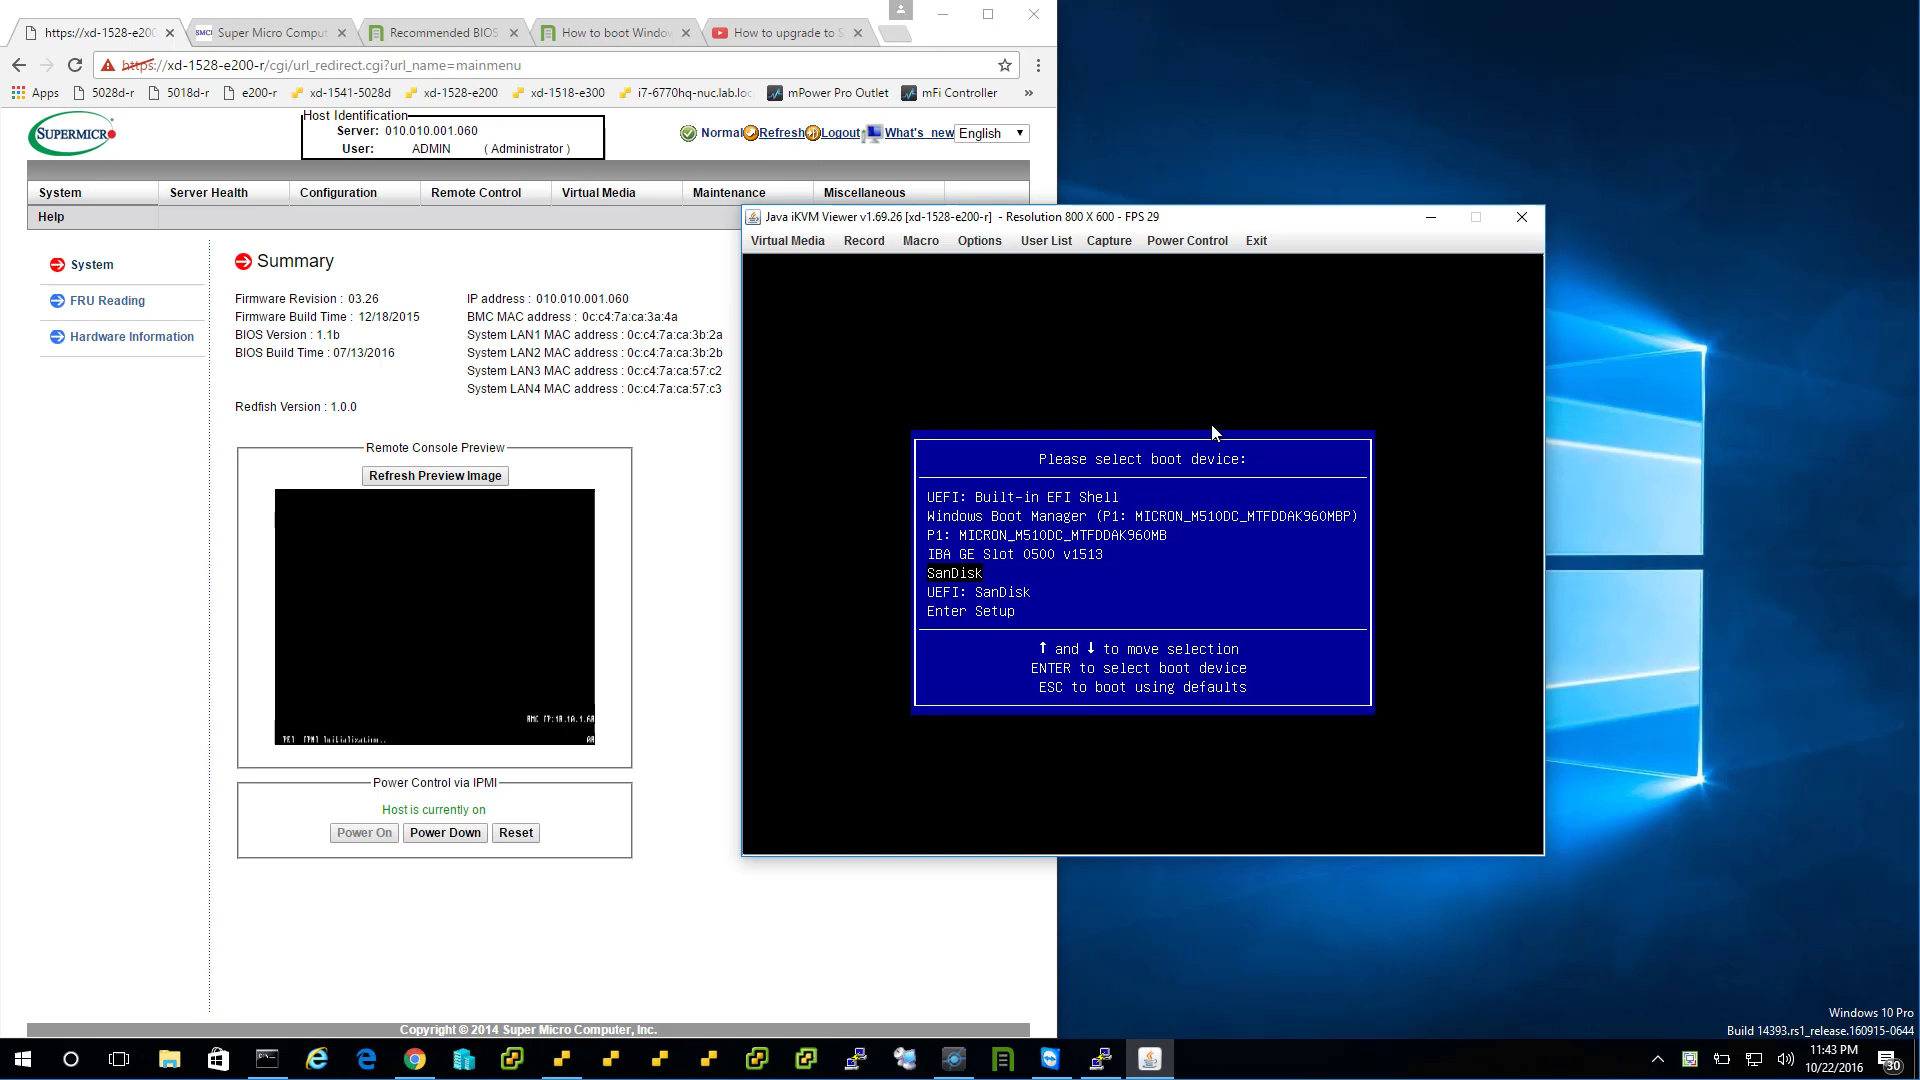 https://xd-1528-e200
Super Micro Comput
Recommended BIOS
How to boot Window
How to upgrade to S
https://xd-1528-e200-r/cgi/url_redirect.cgi?url_name=mainmenu
Apps 5028d-r 5018d-r e200-r xd-1541-5028d xd-1528-e200 xd-1518-e300 i7-6770hq-nuc.lab.loc mPower Pro Outlet mFi Controller »
SUPERMICR
Host Identification
Server: 010.010.001.060
User: ADMIN ( Administrator )
Normal Refresh Logout What's new English
System Server Health Configuration Remote Control Virtual Media Maintenance Miscellaneous
Help
System
FRU Reading
Hardware Information
Summary
Firmware Revision : 03.26
Firmware Build Time : 12/18/2015
BIOS Version : 1.1b
BIOS Build Time : 07/13/2016
Redfish Version : 1.0.0
IP address : 010.010.001.060
BMC MAC address : 0c:c4:7a:ca:3a:4a
System LAN1 MAC address : 0c:c4:7a:ca:3b:2a
System LAN2 MAC address : 0c:c4:7a:ca:3b:2b
System LAN3 MAC address : 0c:c4:7a:ca:57:c2
System LAN4 MAC address : 0c:c4:7a:ca:57:c3
Remote Console Preview
Refresh Preview Image
BMC IP:10.10.1.60
Initialization..
Power Control via IPMI
Host is currently on
Power On Power Down Reset
Copyright © 2014 Super Micro Computer, Inc.
Java iKVM Viewer v1.69.26 [xd-1528-e200-r] - Resolution 800 X 600 - FPS 29
Virtual Media Record Macro Options User List Capture Power Control Exit
Please select boot device:
UEFI: Built-in EFI Shell
Windows Boot Manager (P1: MICRON_M510DC_MTFDDAK960MBP)
P1: MICRON_M510DC_MTFDDAK960MB
IBA GE Slot 0500 v1513
SanDisk
UEFI: SanDisk
Enter Setup
↑ and ↓ to move selection
ENTER to select boot device
ESC to boot using defaults
Windows 10 Pro
Build 14393.rs1_release.160915-0644
11:43 PM
10/22/2016
30